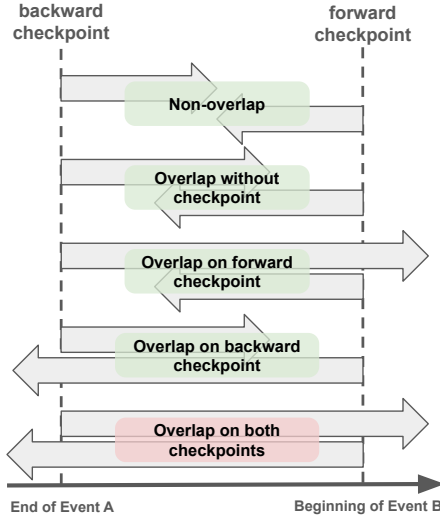 backward
checkpoint
forward
checkpoint
Non-overlap
Overlap without
checkpoint
Overlap on forward
checkpoint
Overlap on backward
checkpoint
Overlap on both
checkpoints
End of Event A
Beginning of Event B